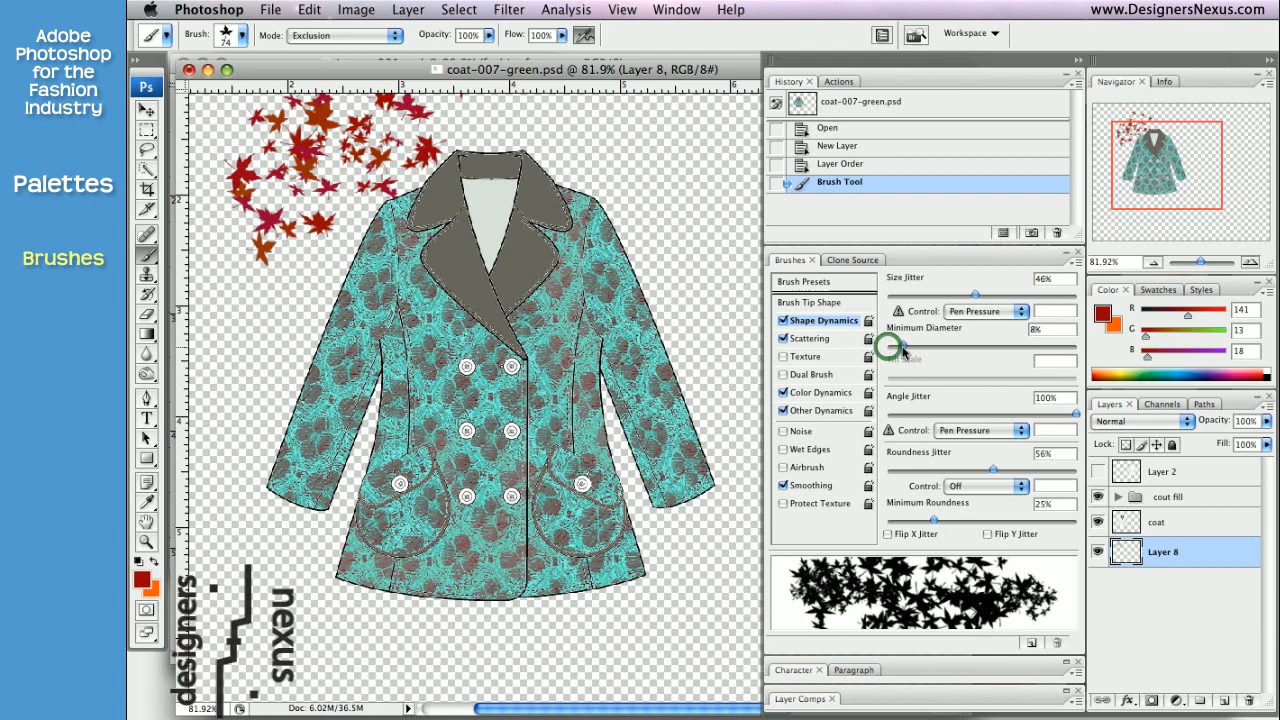 Photoshop File Edit Image Layer Select Filter Analysis View Window Help
www.DesignersNexus.com
Brush: 74 Mode: Exclusion Opacity: 100% Flow: 100% Workspace
Adobe
Photoshop
for the
Fashion
Industry
Palettes
Brushes
Ps
T
coat-007-green.psd @ 81.9% (Layer 8, RGB/8#)
2 3 4 5 6
designers
nexus
Doc: 6.02M/36.5M
History × Actions
coat-007-green.psd
Open
New Layer
Layer Order
Brush Tool
Brushes × Clone Source
Brush Presets
Brush Tip Shape
Shape Dynamics
Scattering
Texture
Dual Brush
Color Dynamics
Other Dynamics
Noise
Wet Edges
Airbrush
Smoothing
Protect Texture
Size Jitter 46%
Control: Pen Pressure
Minimum Diameter 8%
Angle Jitter 100%
Control: Pen Pressure
Roundness Jitter 56%
Control: Off
Minimum Roundness 25%
Flip X Jitter Flip Y Jitter
Character × Paragraph
Layer Comps ×
Navigator × Info
81.92%
Color × Swatches Styles
R 141
G 13
B 18
Layers × Channels Paths
Normal Opacity: 100%
Lock: Fill: 100%
Layer 2
cout fill
coat
Layer 8
fx